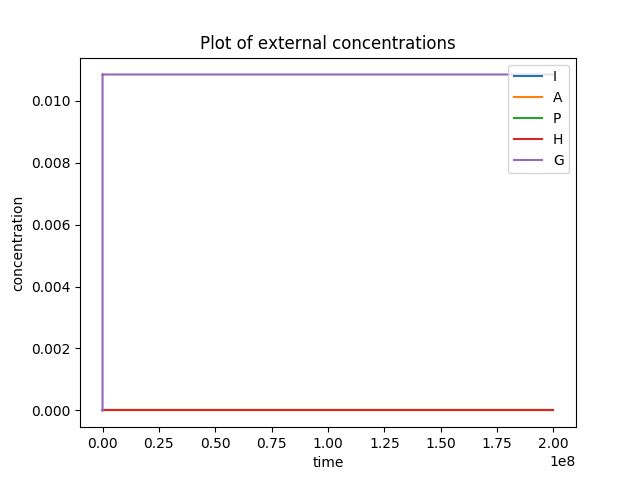 Plot of external concentrations
I
A
P
H
G
0.010
0.008
0.006
0.004
0.002
0.000
concentration
0.00 0.25 0.50 0.75 1.00 1.25 1.50 1.75 2.00
1e8
time